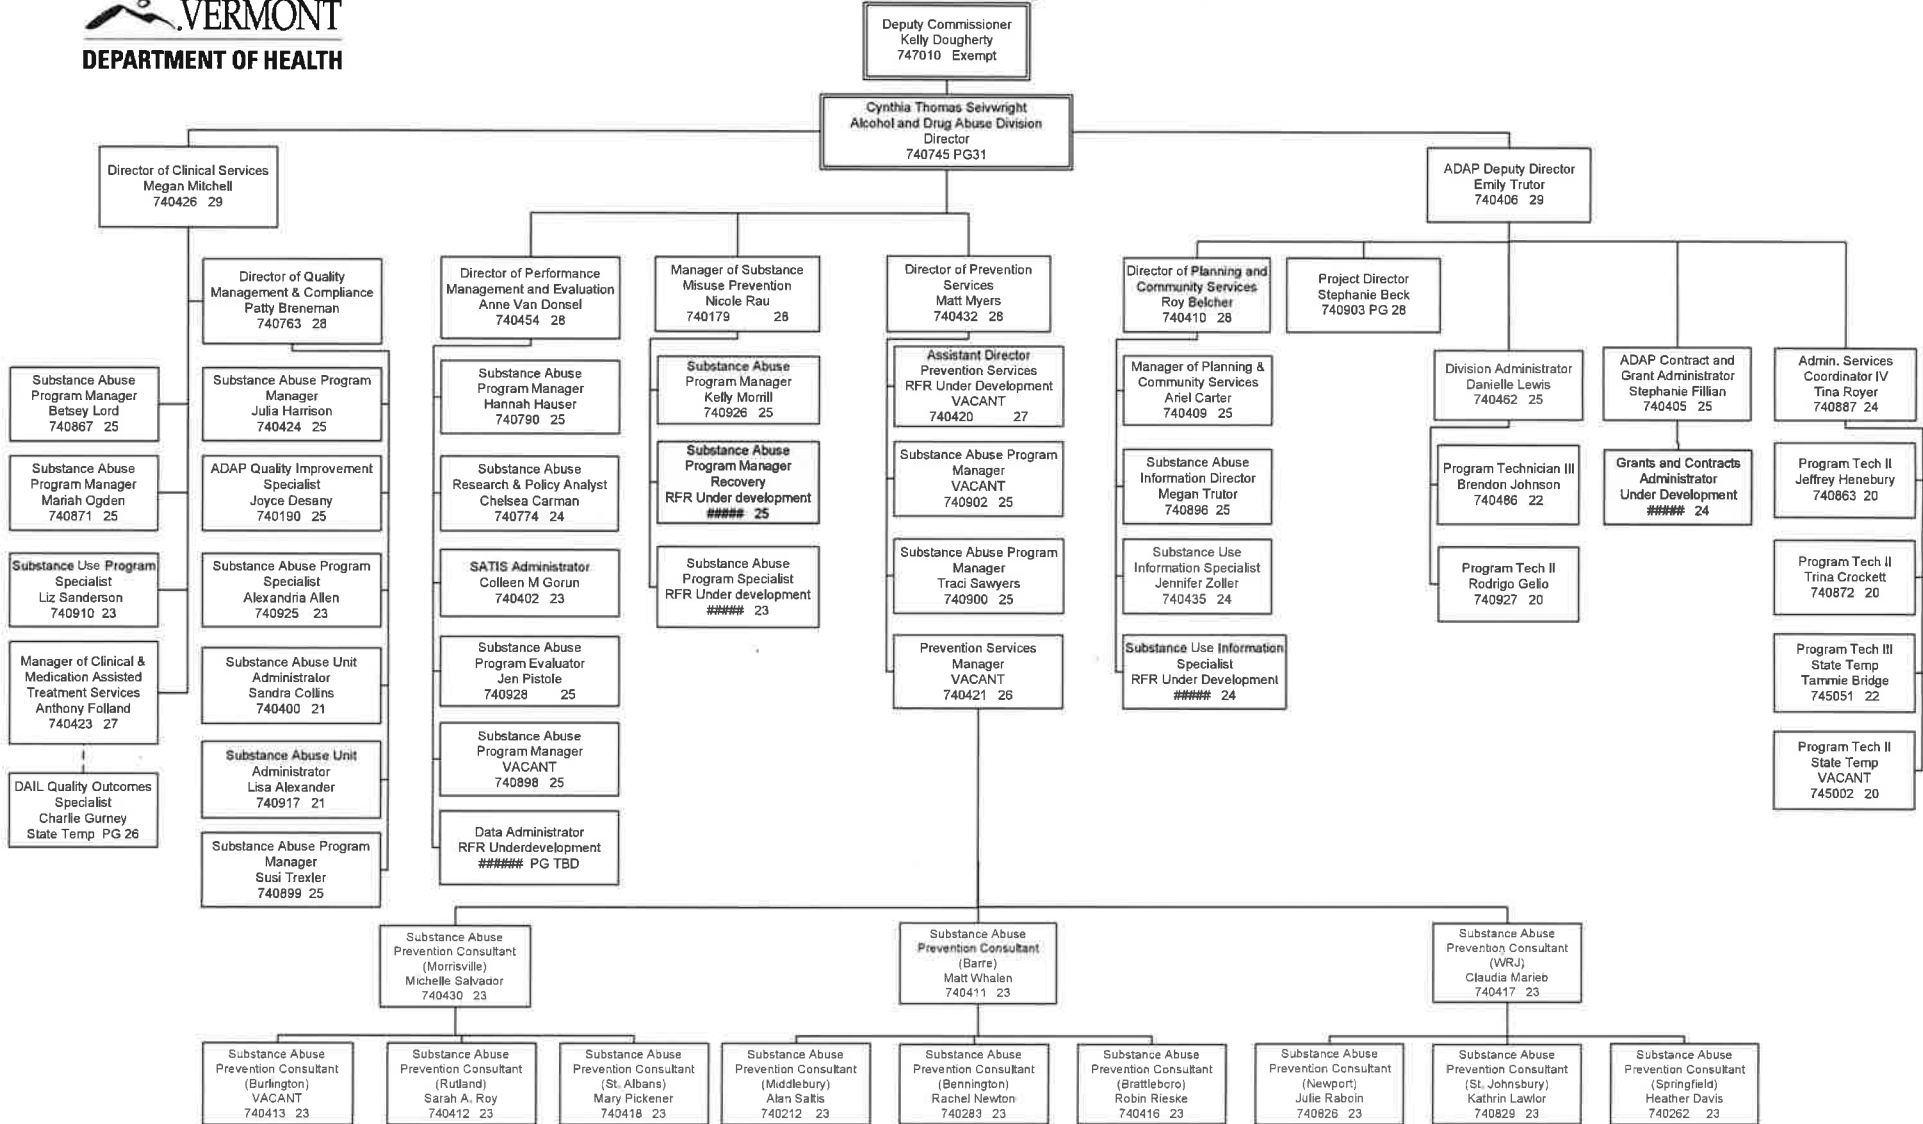 VERMONT
DEPARTMENT OF HEALTH
Deputy Commissioner
Kelly Dougherty
747010 Exempt
Cynthia Thomas Seivwright
Alcohol and Drug Abuse Division
Director
740745 PG31
Director of Clinical Services
Megan Mitchell
740426 29
ADAP Deputy Director
Emily Trutor
740406 29
Director of Quality
Management & Compliance
Patty Breneman
740763 28
Director of Performance
Management and Evaluation
Anne Van Donsel
740454 28
Manager of Substance
Misuse Prevention
Nicole Rau
740179 28
Director of Prevention
Services
Matt Myers
740432 28
Director of Planning and
Community Services
Roy Belcher
740410 28
Project Director
Stephanie Beck
740903 PG 28
Substance Abuse
Program Manager
Betsey Lord
740867 25
Substance Abuse
Program Manager
Mariah Ogden
740871 25
Substance Use Program
Specialist
Liz Sanderson
740910 23
Manager of Clinical &
Medication Assisted
Treatment Services
Anthony Folland
740423 27
DAIL Quality Outcomes
Specialist
Charlie Gurney
State Temp PG 26
Substance Abuse Program
Manager
Julia Harrison
740424 25
ADAP Quality Improvement
Specialist
Joyce Desany
740190 25
Substance Abuse Program
Specialist
Alexandria Allen
740925 23
Substance Abuse Unit
Administrator
Sandra Collins
740400 21
Substance Abuse Unit
Administrator
Lisa Alexander
740917 21
Substance Abuse Program
Manager
Susi Trexler
740899 25
Substance Abuse
Program Manager
Hannah Hauser
740790 25
Substance Abuse
Research & Policy Analyst
Chelsea Carman
740774 24
SATIS Administrator
Colleen M Gorun
740402 23
Substance Abuse
Program Evaluator
Jen Pistole
740928 25
Substance Abuse
Program Manager
VACANT
740898 25
Data Administrator
RFR Underdevelopment
###### PG TBD
Substance Abuse
Program Manager
Kelly Morrill
740926 25
Substance Abuse
Program Manager
Recovery
RFR Under development
##### 25
Substance Abuse
Program Specialist
RFR Under development
##### 23
Assistant Director
Prevention Services
RFR Under Development
VACANT
740420 27
Substance Abuse Program
Manager
VACANT
740902 25
Substance Abuse Program
Manager
Traci Sawyers
740900 25
Prevention Services
Manager
VACANT
740421 26
Manager of Planning &
Community Services
Ariel Carter
740409 25
Substance Abuse
Information Director
Megan Trutor
740896 25
Substance Use
Information Specialist
Jennifer Zoller
740435 24
Substance Use Information
Specialist
RFR Under Development
##### 24
Division Administrator
Danielle Lewis
740462 25
Program Technician III
Brendon Johnson
740486 22
Program Tech II
Rodrigo Gello
740927 20
ADAP Contract and
Grant Administrator
Stephanie Fillian
740405 25
Grants and Contracts
Administrator
Under Development
##### 24
Admin. Services
Coordinator IV
Tina Royer
740887 24
Program Tech II
Jeffrey Henebury
740863 20
Program Tech II
Trina Crockett
740872 20
Program Tech III
State Temp
Tammie Bridge
745051 22
Program Tech II
State Temp
VACANT
745002 20
Substance Abuse
Prevention Consultant
(Morrisville)
Michelle Salvador
740430 23
Substance Abuse
Prevention Consultant
(Barre)
Matt Whalen
740411 23
Substance Abuse
Prevention Consultant
(WRJ)
Claudia Marieb
740417 23
Substance Abuse
Prevention Consultant
(Burlington)
VACANT
740413 23
Substance Abuse
Prevention Consultant
(Rutland)
Sarah A. Roy
740412 23
Substance Abuse
Prevention Consultant
(St. Albans)
Mary Pickener
740418 23
Substance Abuse
Prevention Consultant
(Middlebury)
Alan Saltis
740212 23
Substance Abuse
Prevention Consultant
(Bennington)
Rachel Newton
740283 23
Substance Abuse
Prevention Consultant
(Brattleboro)
Robin Rieske
740416 23
Substance Abuse
Prevention Consultant
(Newport)
Julie Raboin
740826 23
Substance Abuse
Prevention Consultant
(St. Johnsbury)
Kathrin Lawlor
740829 23
Substance Abuse
Prevention Consultant
(Springfield)
Heather Davis
740262 23